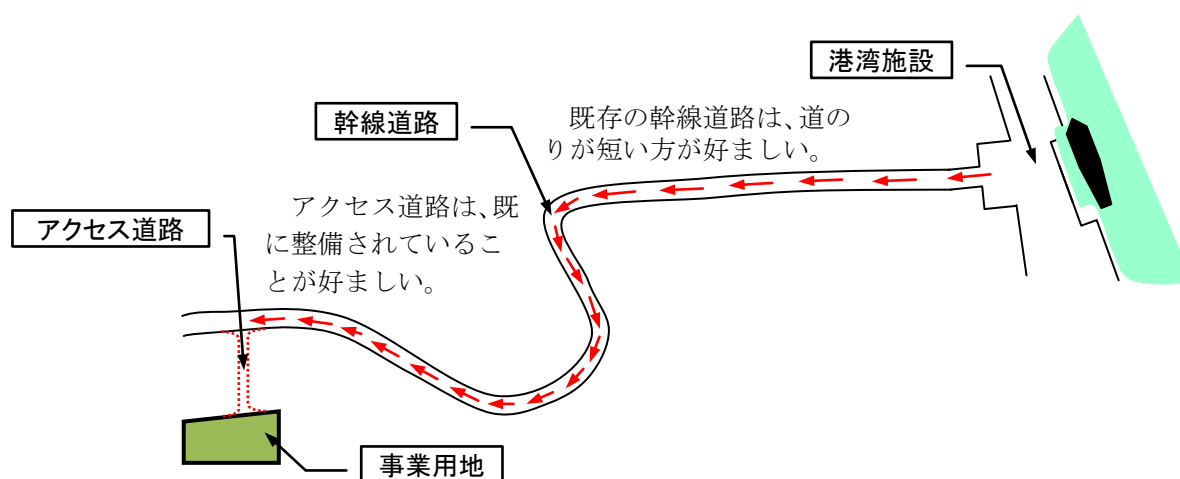 港湾施設
幹線道路
既存の幹線道路は、道の
りが短い方が好ましい。
アクセス道路は、既
に整備されているこ
とが好ましい。
アクセス道路
事業用地